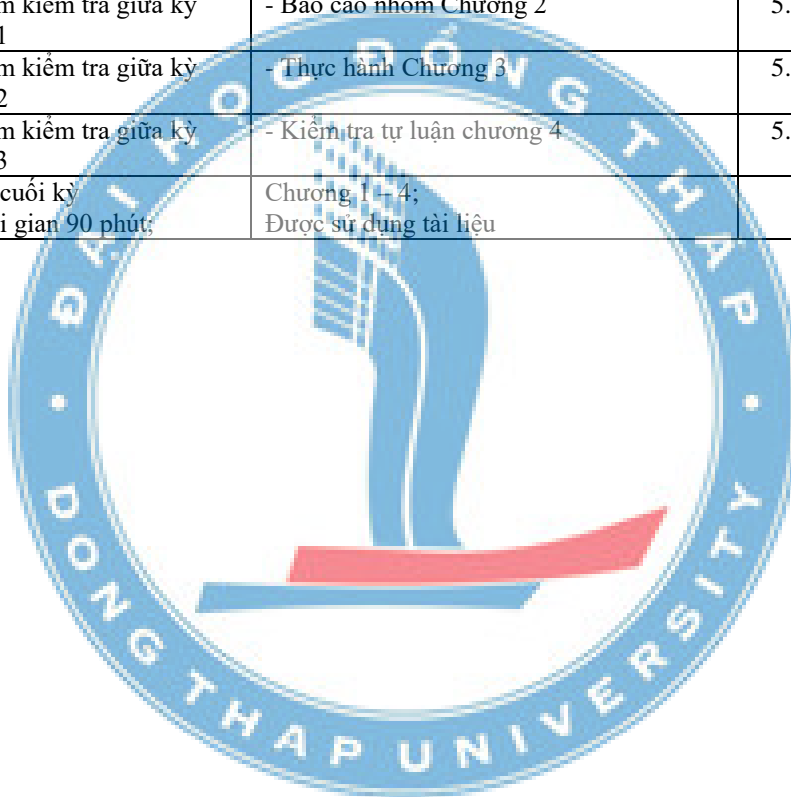 m kiểm tra giữa kỳ - Báo cáo nhóm Chương 2 5.
1
m kiểm tra giữa kỳ - Thực hành Chương 3 5.
2
m kiểm tra giữa kỳ - Kiểm tra tự luận chương 4 5.
3
cuối kỳ Chương 1 – 4;
i gian 90 phút; Được sử dụng tài liệu
ĐẠI HỌC ĐỒNG THÁP
DONG THAP UNIVERSITY